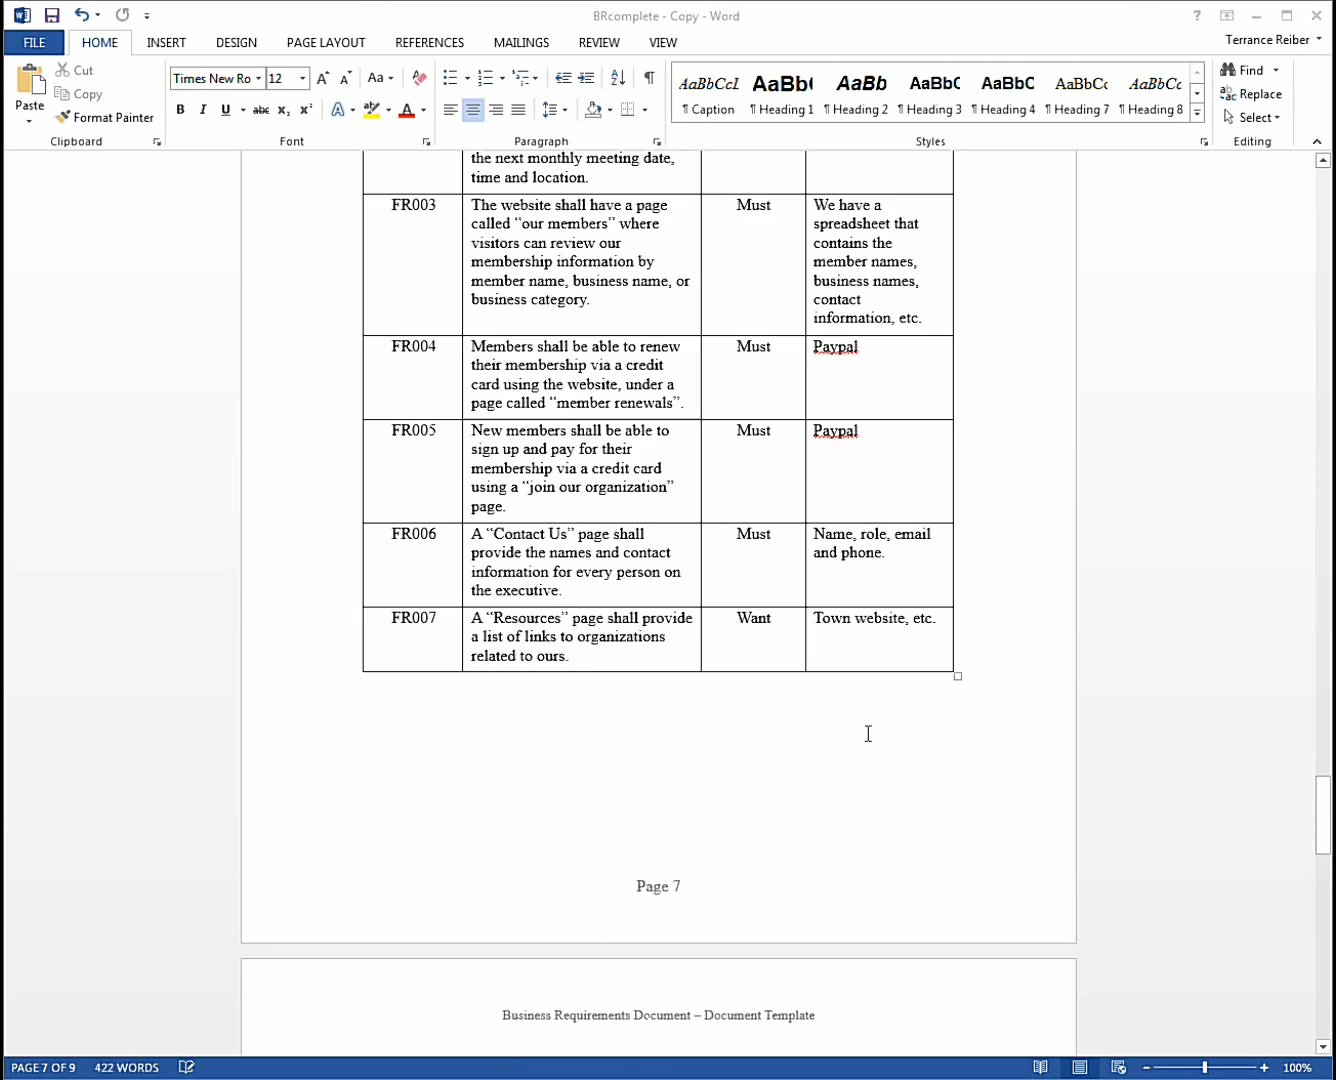 BRcomplete - Copy - Word
?
FILE HOME INSERT DESIGN PAGE LAYOUT REFERENCES MAILINGS REVIEW VIEW
Terrance Reiber
Paste
Cut
Copy
Format Painter
Clipboard
Times New Ro 12 A A Aa A
B I U abc x₂ x² A ab A
Font
A Z ¶
Paragraph
AaBbCcL AaBb( AaBb AaBbC AaBbC AaBbCc AaBbCc
¶ Caption ¶ Heading 1 ¶ Heading 2 ¶ Heading 3 ¶ Heading 4 ¶ Heading 7 ¶ Heading 8
Styles
Find
Replace
Select
Editing
the next monthly meeting date,
time and location.
FR003
The website shall have a page
called “our members” where
visitors can review our
membership information by
member name, business name, or
business category.
Must
We have a
spreadsheet that
contains the
member names,
business names,
contact
information, etc.
FR004
Members shall be able to renew
their membership via a credit
card using the website, under a
page called “member renewals”.
Must
Paypal
FR005
New members shall be able to
sign up and pay for their
membership via a credit card
using a “join our organization”
page.
Must
Paypal
FR006
A “Contact Us” page shall
provide the names and contact
information for every person on
the executive.
Must
Name, role, email
and phone.
FR007
A “Resources” page shall provide
a list of links to organizations
related to ours.
Want
Town website, etc.
Page 7
Business Requirements Document – Document Template
PAGE 7 OF 9 422 WORDS
100%